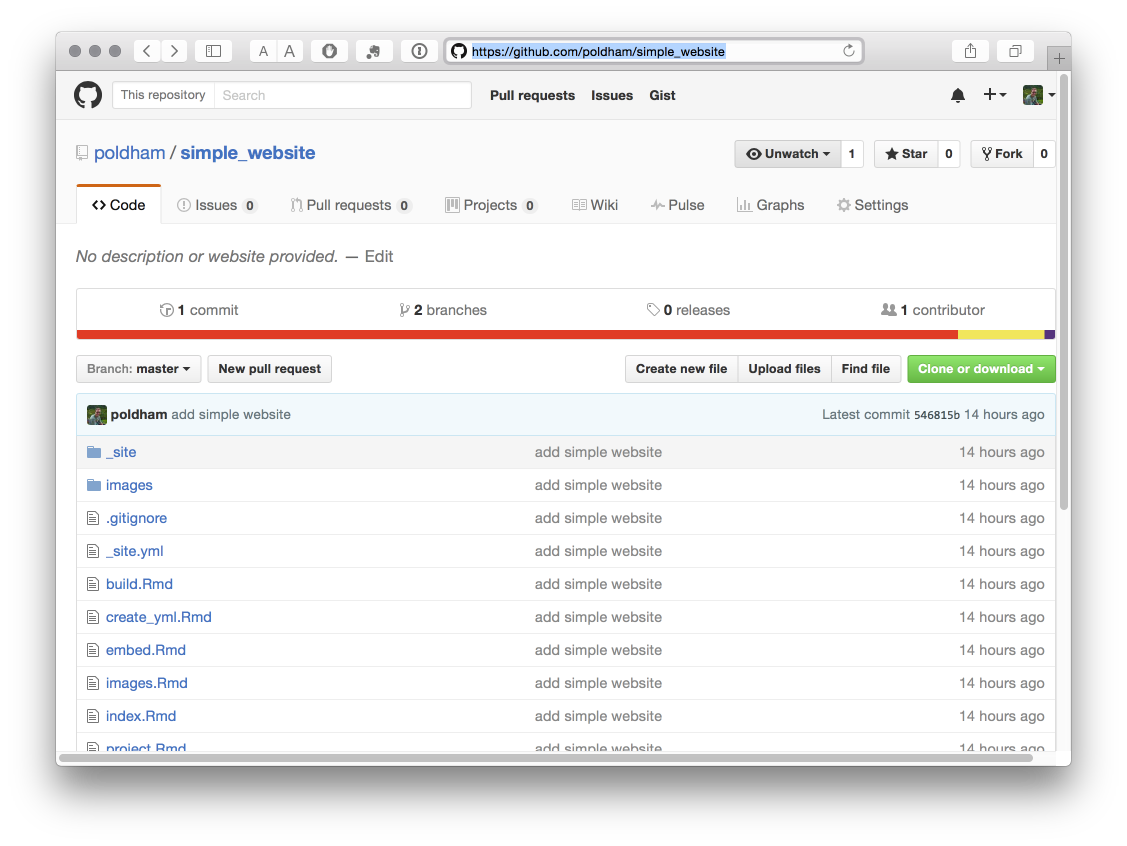 A A https://github.com/poldham/simple_website
This repository Search Pull requests Issues Gist
poldham / simple_website Unwatch 1 Star 0 Fork 0
Code Issues 0 Pull requests 0 Projects 0 Wiki Pulse Graphs Settings
No description or website provided. — Edit
1 commit 2 branches 0 releases 1 contributor
Branch: master New pull request Create new file Upload files Find file Clone or download
poldham add simple website Latest commit 546815b 14 hours ago
_site add simple website 14 hours ago
images add simple website 14 hours ago
.gitignore add simple website 14 hours ago
_site.yml add simple website 14 hours ago
build.Rmd add simple website 14 hours ago
create_yml.Rmd add simple website 14 hours ago
embed.Rmd add simple website 14 hours ago
images.Rmd add simple website 14 hours ago
index.Rmd add simple website 14 hours ago
project.Rmd add simple website 14 hours ago